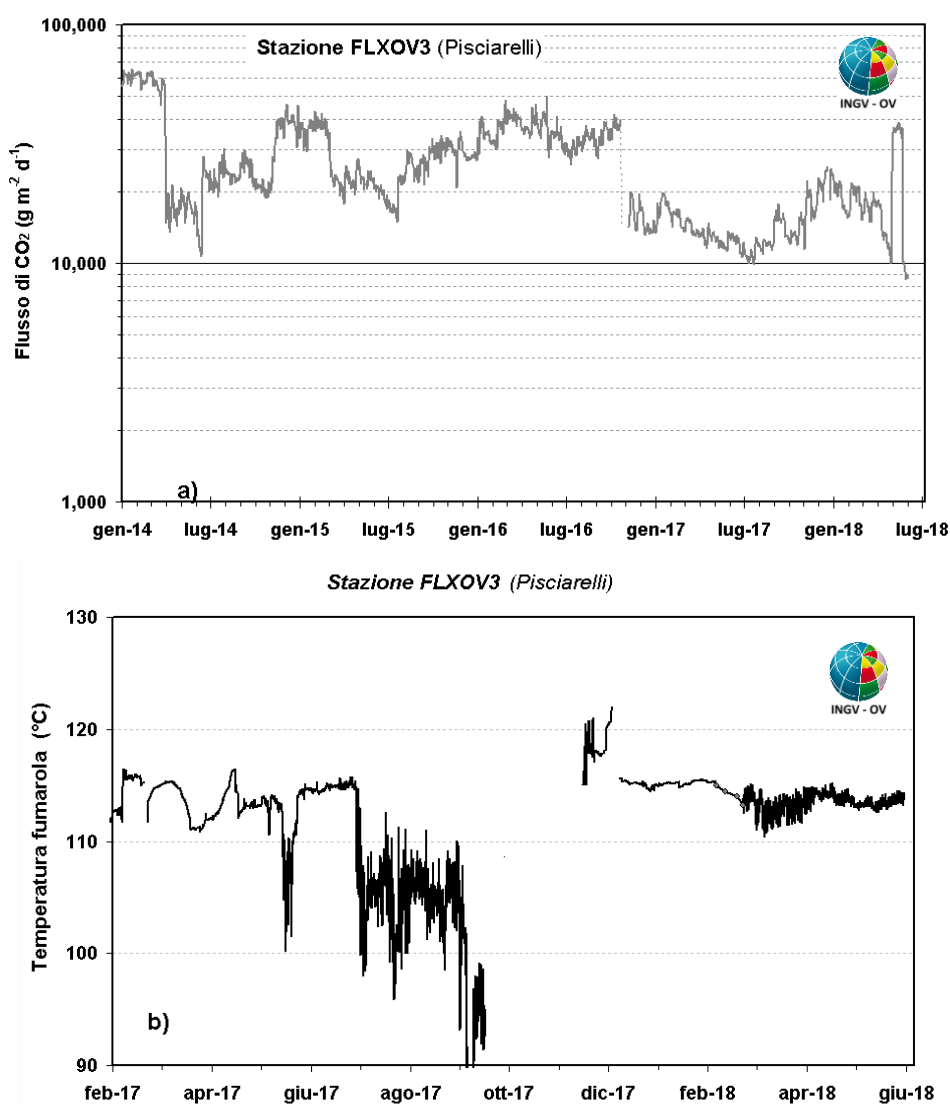 100,000
Stazione FLXOV3 (Pisciarelli)
INGV - OV
Flusso di CO₂ (g m⁻² d⁻¹)
10,000
1,000
a)
gen-14 lug-14 gen-15 lug-15 gen-16 lug-16 gen-17 lug-17 gen-18 lug-18
Stazione FLXOV3 (Pisciarelli)
130
INGV - OV
Temperatura fumarola (°C)
120
110
100
90
b)
feb-17 apr-17 giu-17 ago-17 ott-17 dic-17 feb-18 apr-18 giu-18